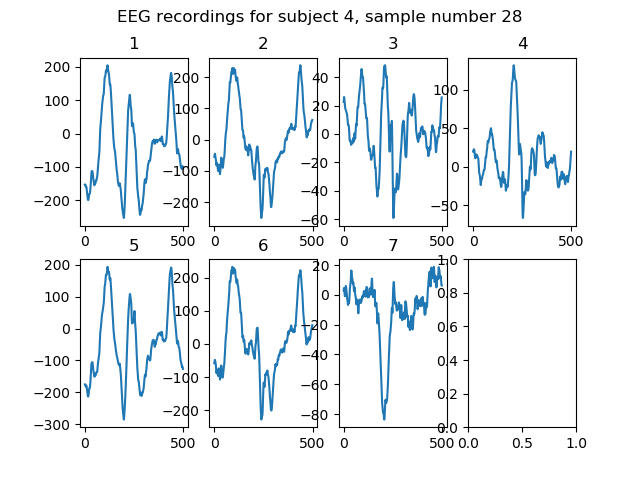 EEG recordings for subject 4, sample number 28
1 2 3 4
200 100 0 −100 −200
200 100 0 −100 −200
40 20 0 −20 −40 −60
100 50 0 −50
0 500 0 500 0 500 0 500
5 6 7
200 100 0 −100 −200 −300
200 100 0 −100 −200
20 0 −20 −40 −60 −80
1.0 0.8 0.6 0.4 0.2 0.0
0 500 0 500 0 500 0.0 0.5 1.0